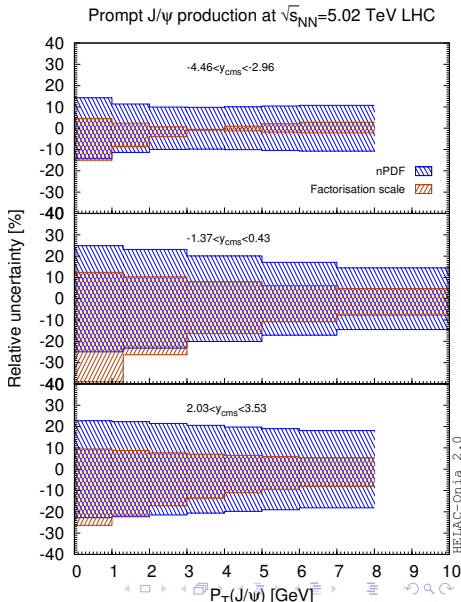 Prompt J/ψ production at √s_NN=5.02 TeV LHC
Relative uncertainty [%]
40
30
20
10
0
-10
-20
-30
-40
-4.46<y_cms<-2.96
nPDF
Factorisation scale
40
30
20
10
0
-10
-20
-30
-40
-1.37<y_cms<0.43
40
30
20
10
0
-10
-20
-30
-40
2.03<y_cms<3.53
0 1 2 3 4 5 6 7 8 9 10
P_T(J/ψ) [GeV]
HELAC-Onia 2.0